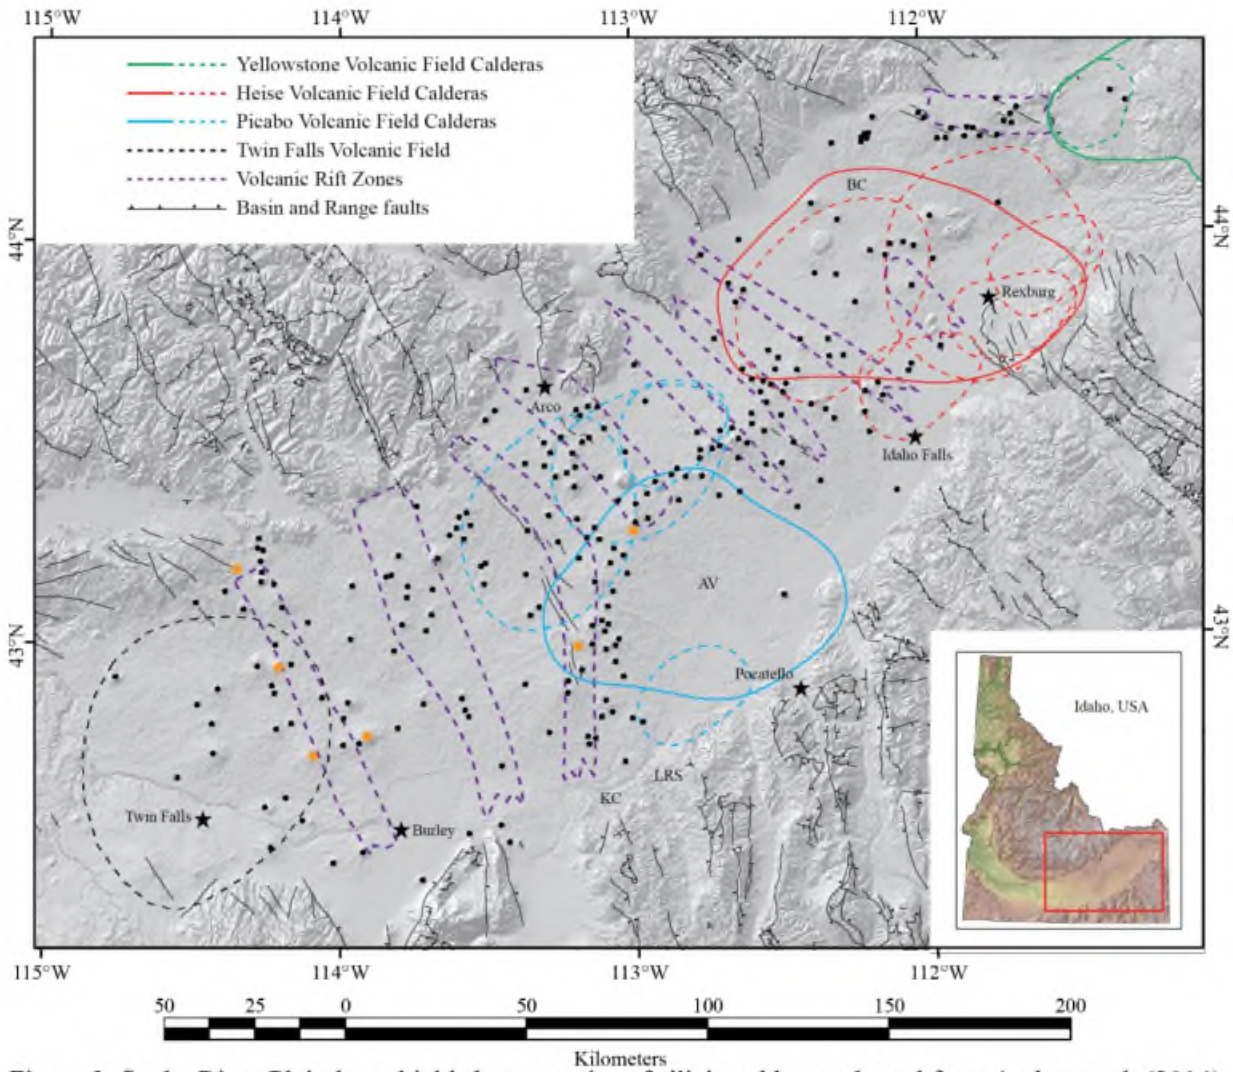 115°W 114°W 113°W 112°W
Yellowstone Volcanic Field Calderas
Heise Volcanic Field Calderas
Picabo Volcanic Field Calderas
Twin Falls Volcanic Field
Volcanic Rift Zones
Basin and Range faults
BC
44°N
44°N
Rexburg
Arco
Idaho Falls
AV
43°N
43°N
Pocatello
Idaho, USA
LRS
KC
Twin Falls
Burley
115°W 114°W 113°W 112°W
50 25 0 50 100 150 200
Kilometers